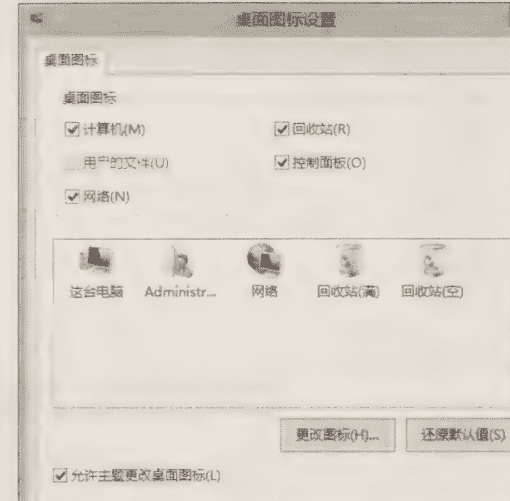 桌面图标设置
桌面图标
桌面图标
计算机(M) 回收站(R)
用户的文件(U) 控制面板(O)
网络(N)
这台电脑 Administr... 网络 回收站(满) 回收站(空)
更改图标(H)... 还原默认值(S)
允许主题更改桌面图标(L)